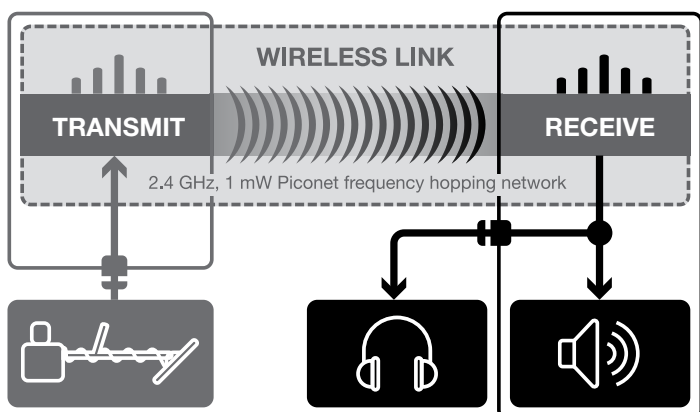 WIRELESS LINK
TRANSMIT
RECEIVE
2.4 GHz, 1 mW Piconet frequency hopping network